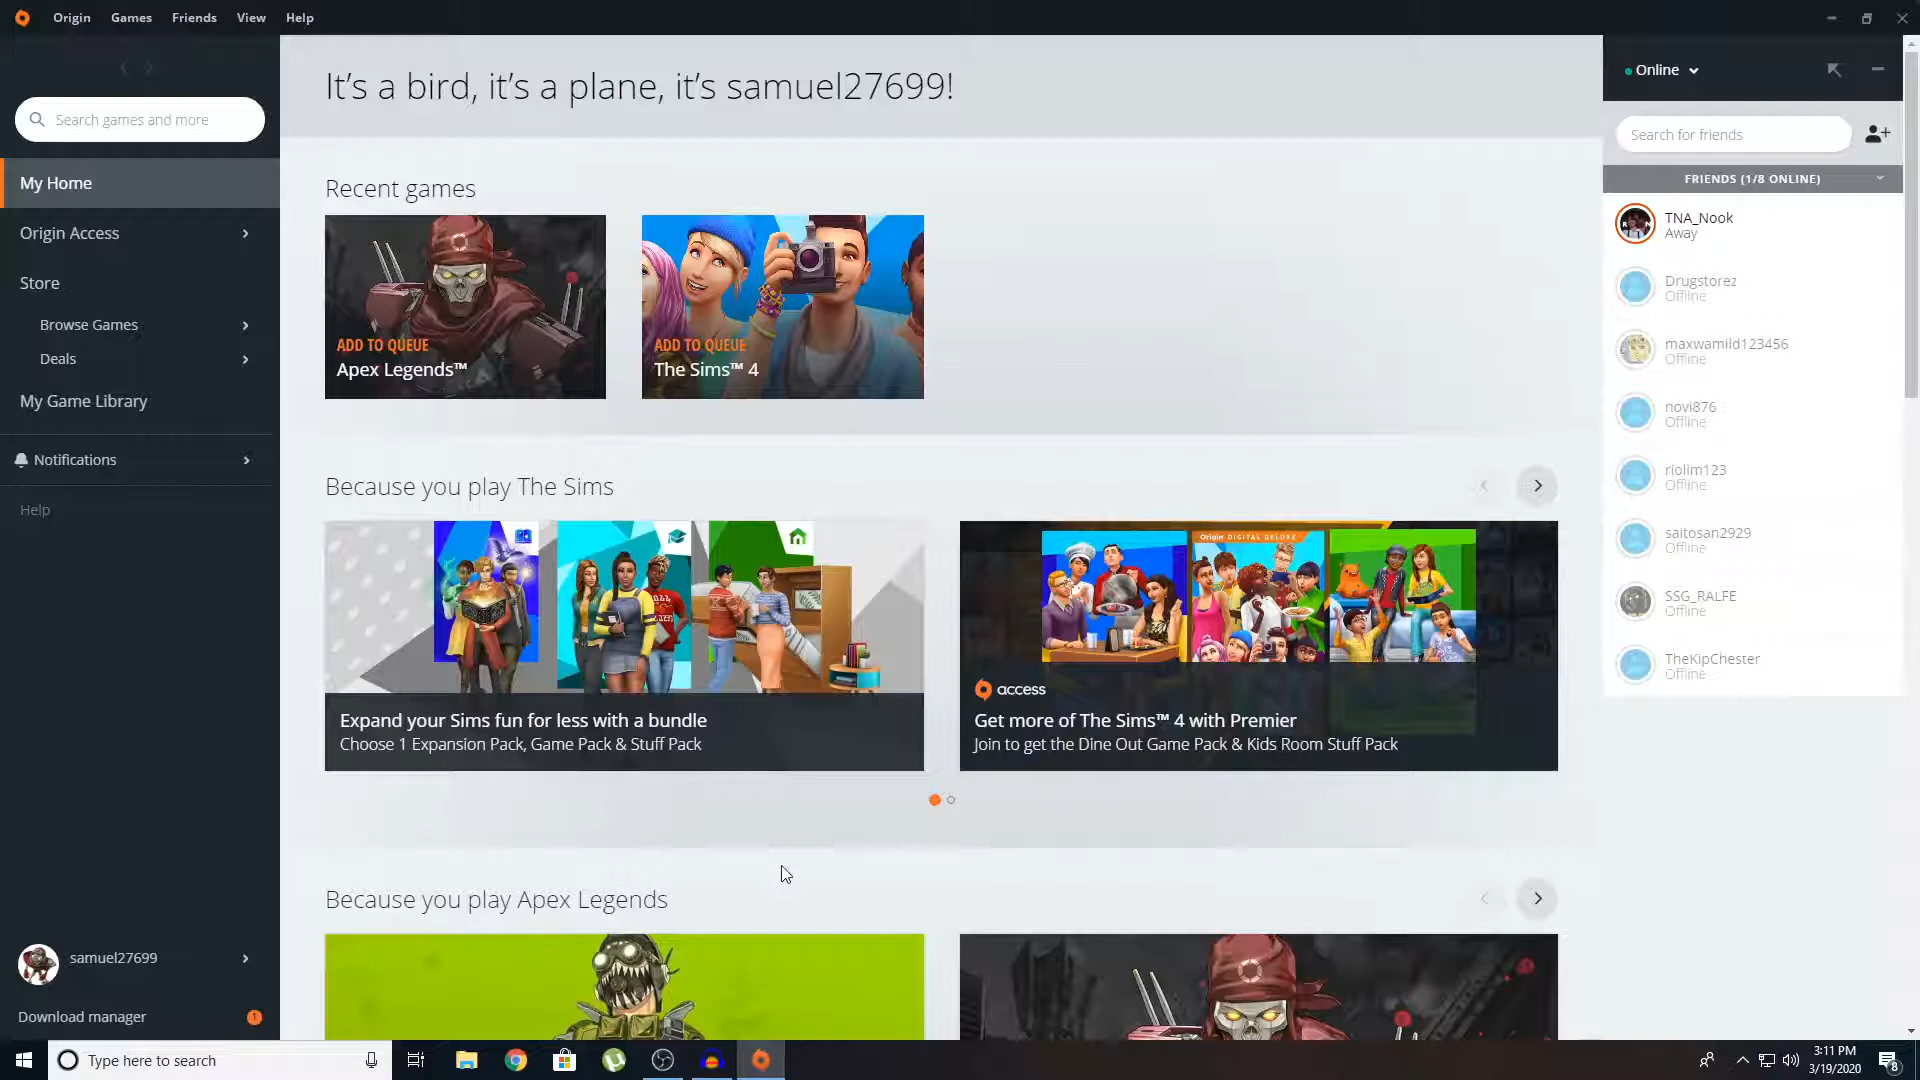 Origin Games Friends View Help
Search games and more
My Home
Origin Access
Store
Browse Games
Deals
My Game Library
Notifications
Help
samuel27699
Download manager 1
It's a bird, it's a plane, it's samuel27699!
Recent games
ADD TO QUEUE
Apex Legends™
ADD TO QUEUE
The Sims™ 4
Because you play The Sims
Expand your Sims fun for less with a bundle
Choose 1 Expansion Pack, Game Pack & Stuff Pack
Origin DIGITAL DELUXE
access
Get more of The Sims™ 4 with Premier
Join to get the Dine Out Game Pack & Kids Room Stuff Pack
Because you play Apex Legends
Online
Search for friends
FRIENDS (1/8 ONLINE)
TNA_Nook
Away
Drugstorez
Offline
maxwamild123456
Offline
novi876
Offline
riolim123
Offline
saitosan2929
Offline
SSG_RALFE
Offline
TheKipChester
Offline
Type here to search
3:11 PM
3/19/2020
8